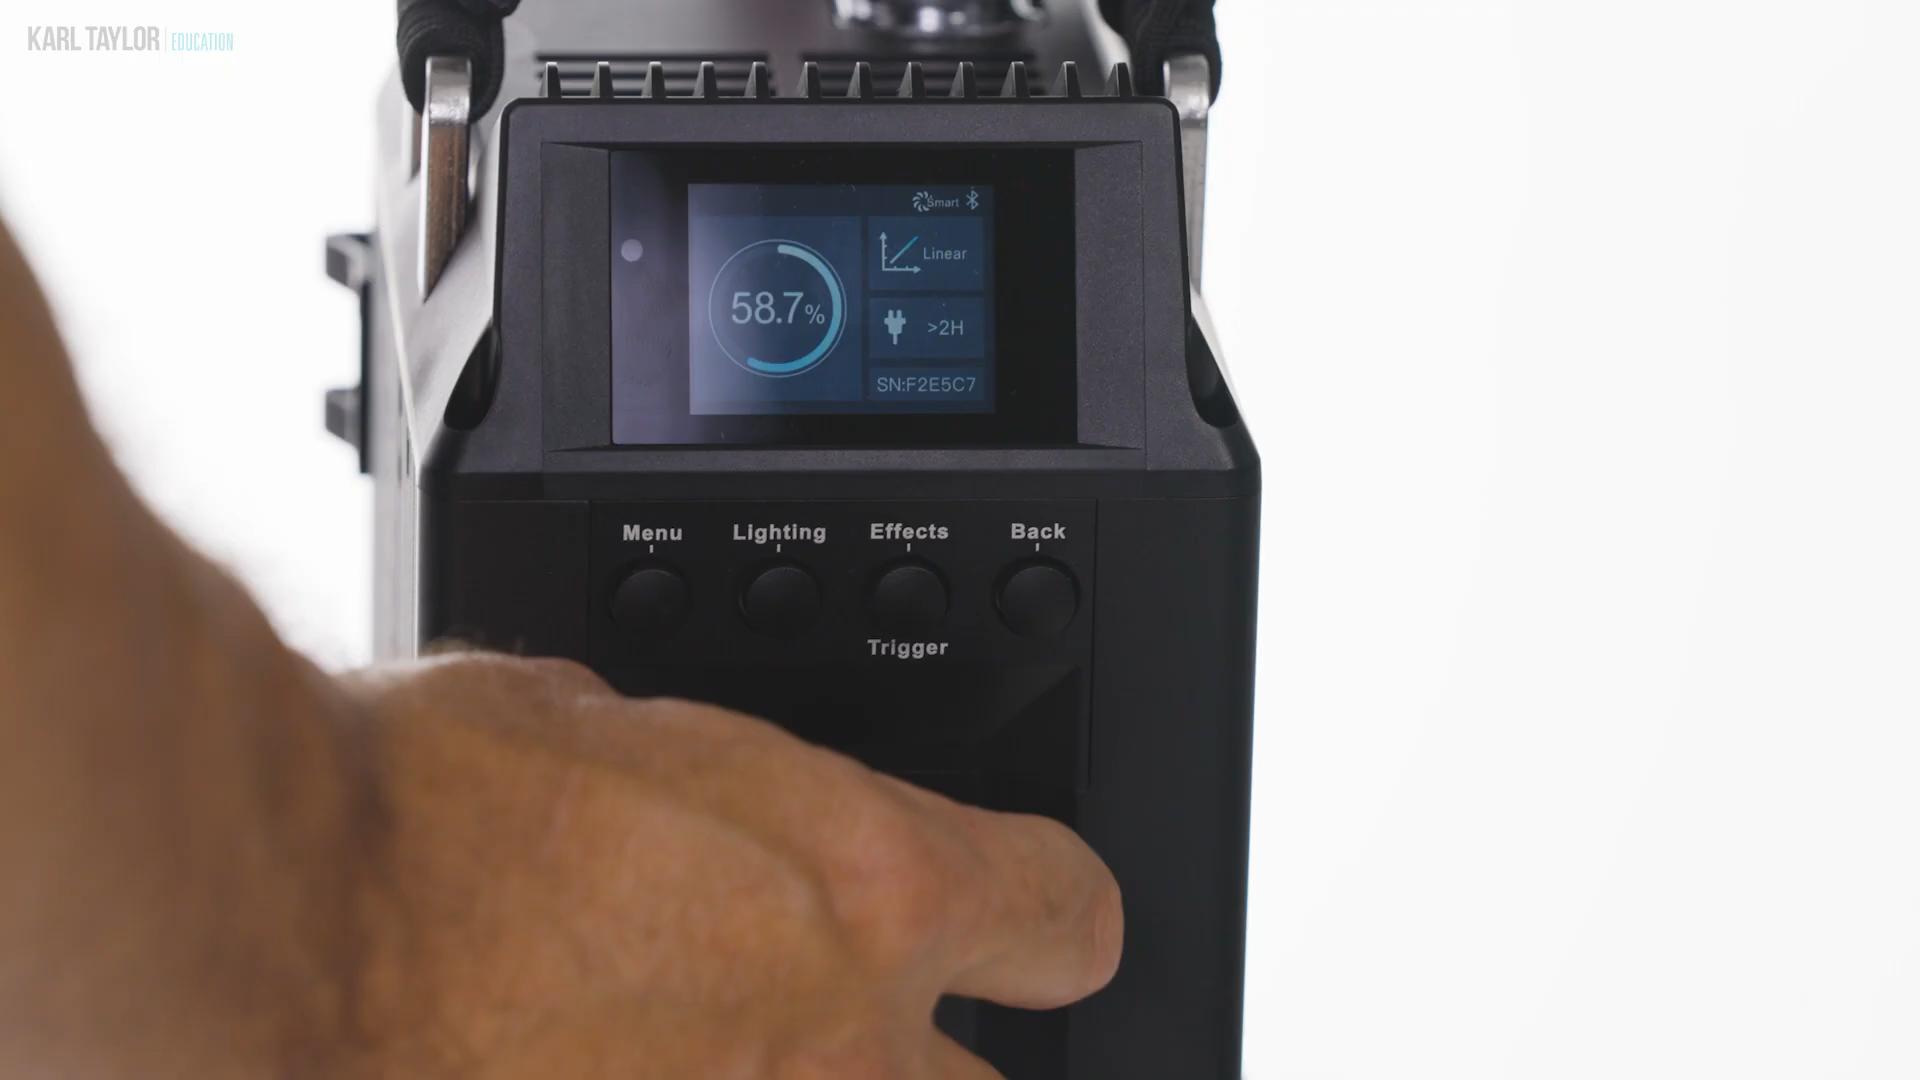 KARL TAYLOR EDUCATION
Smart
58.7%
Linear
>2H
SN:F2E5C7
Menu Lighting Effects Back
Trigger